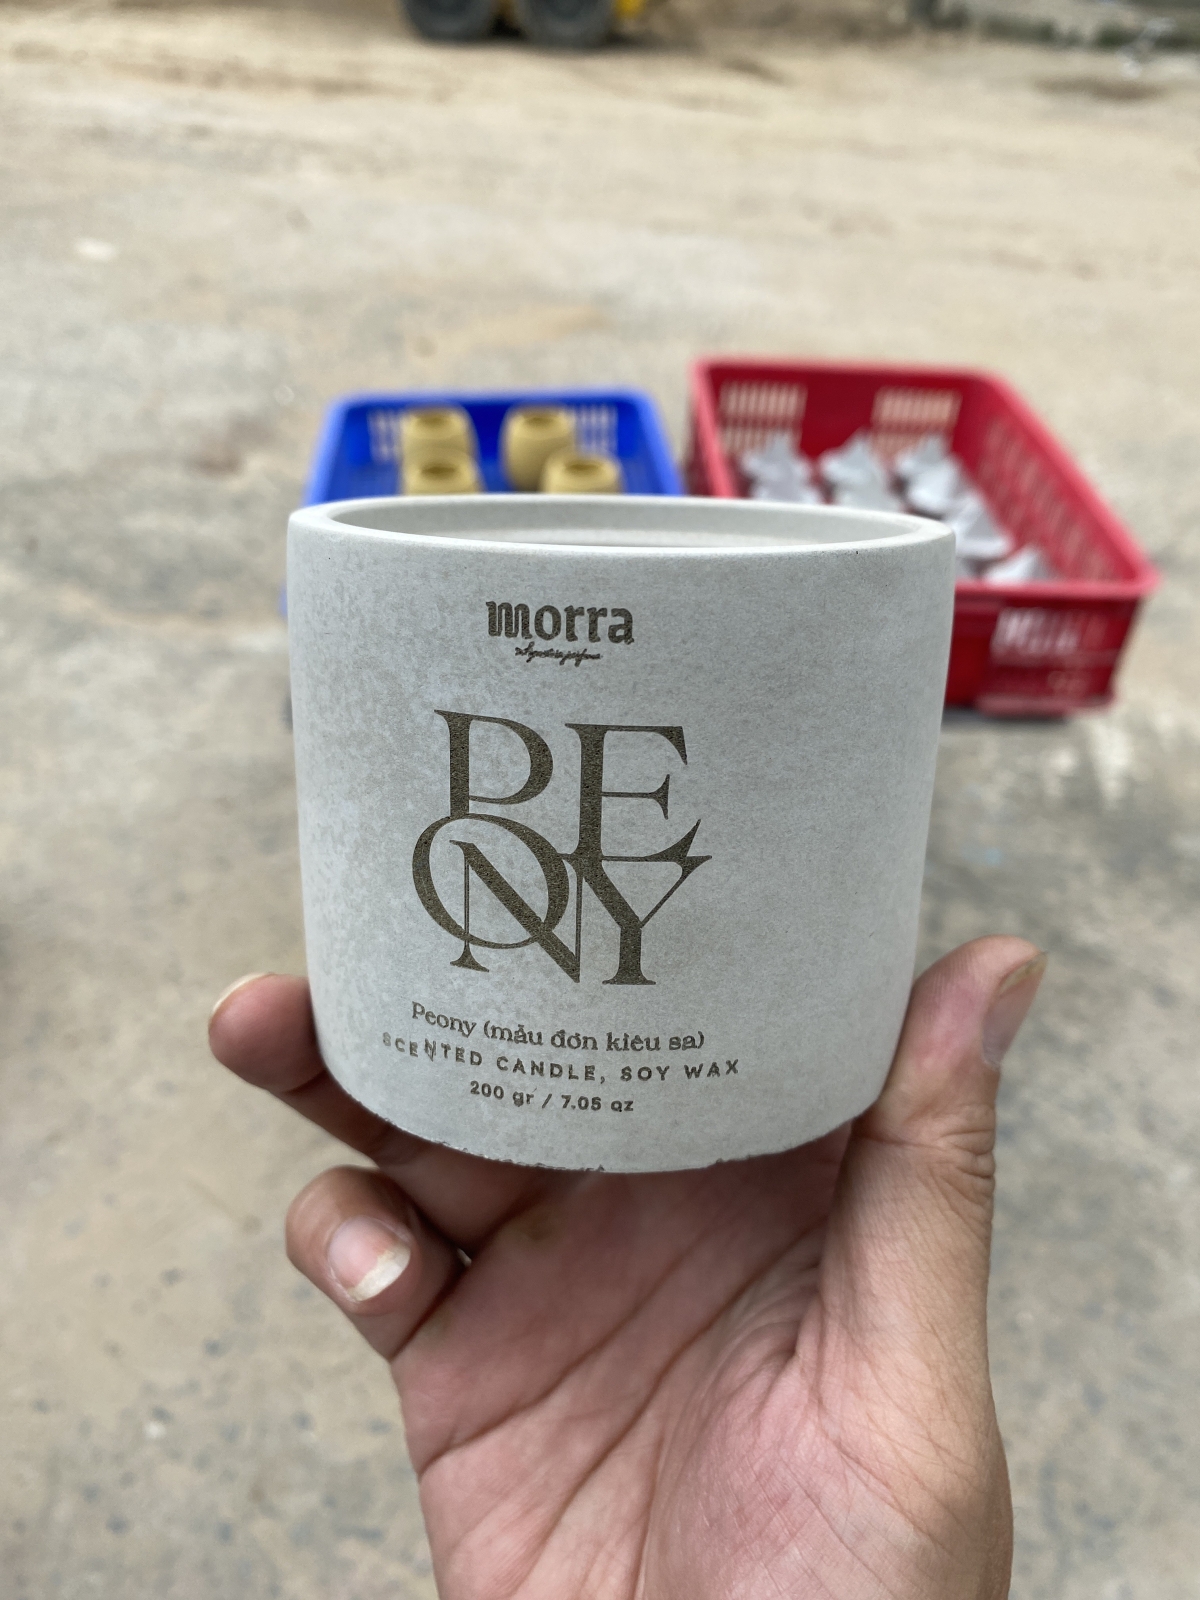 morra
PE
ONY
Peony (mẫu đơn kiêu sa)
SCENTED CANDLE, SOY WAX
200 gr / 7.05 oz